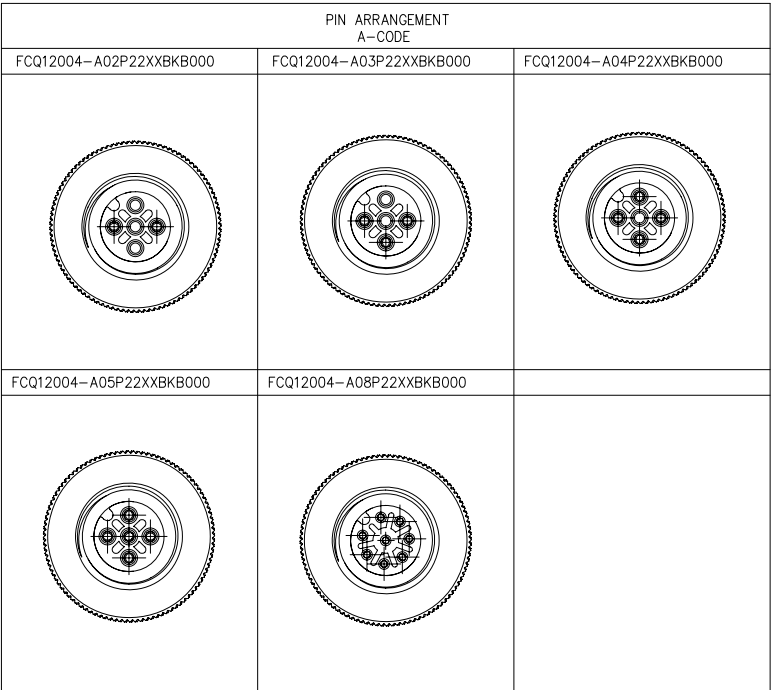 PIN ARRANGEMENT
A-CODE
FCQ12004-A02P22XXBKB000
FCQ12004-A03P22XXBKB000
FCQ12004-A04P22XXBKB000
FCQ12004-A05P22XXBKB000
FCQ12004-A08P22XXBKB000